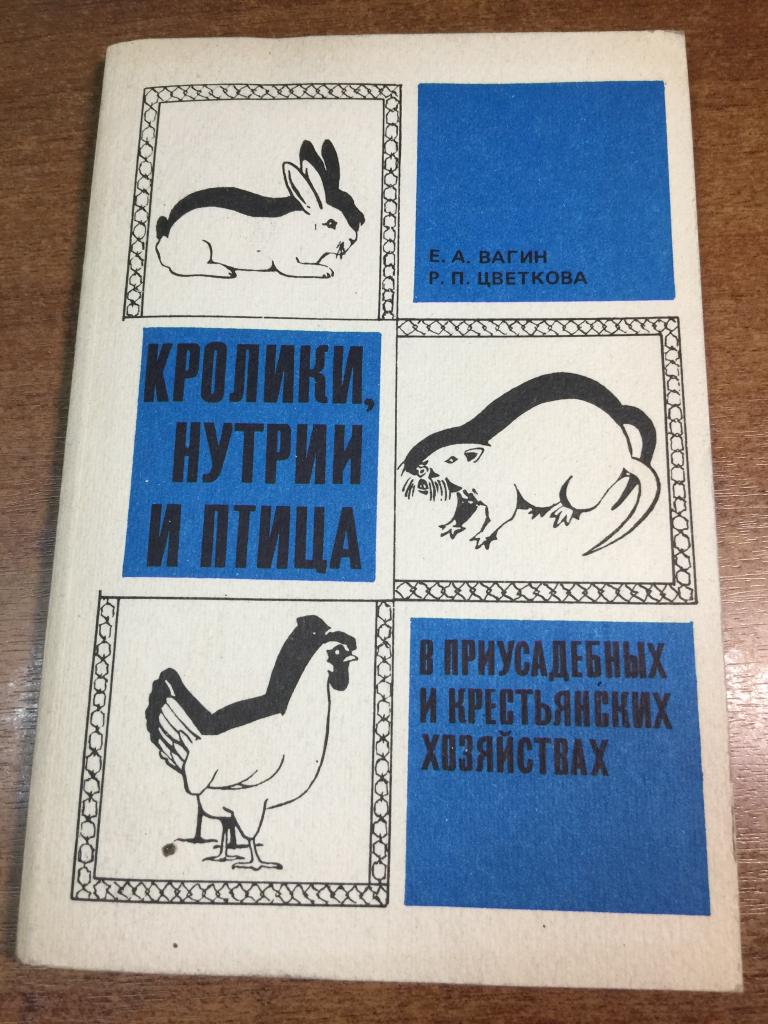 Е. А. ВАГИН
Р. П. ЦВЕТКОВА
КРОЛИКИ,
НУТРИИ
И ПТИЦА
В ПРИУСАДЕБНЫХ
И КРЕСТЬЯНСКИХ
ХОЗЯЙСТВАХ